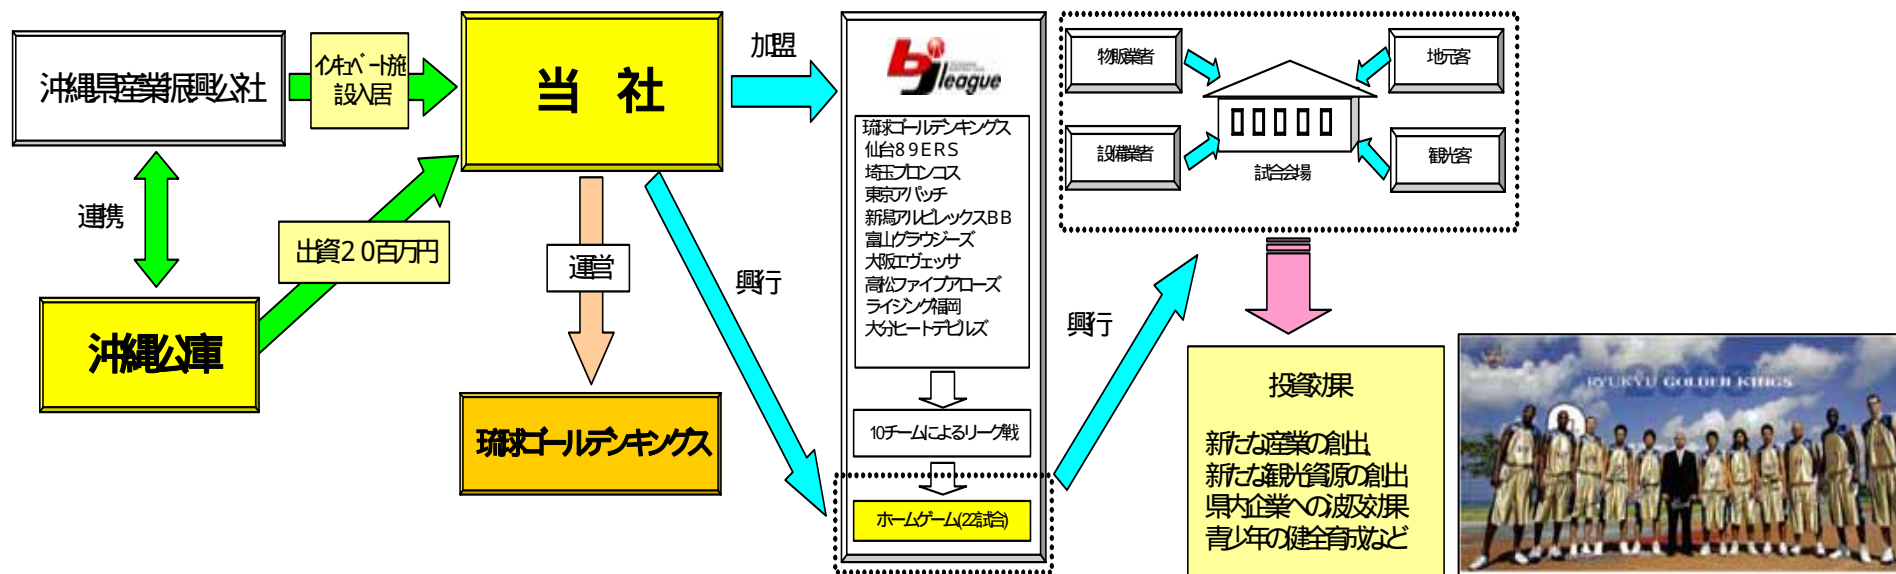 沖縄県産業振興公社
インキュベート施
設入居
当 社
加盟
連携
出資20百万円
沖縄公庫
運営
興行
琉球ゴールデンキングス
bj league
琉球ゴールデンキングス
仙台89ERS
埼玉ブロンコス
東京アパッチ
新潟アルビレックスBB
富山グラウジーズ
大阪エヴェッサ
高松ファイブアローズ
ライジング福岡
大分ヒートデビルズ
10チームによるリーグ戦
ホームゲーム(22試合)
興行
物販業者
地元客
設備業者
観光客
試合会場
投資効果
新たな産業の創出、
新たな観光資源の創出
県内企業への波及効果
青少年の健全育成など
RYUKYU GOLDEN KINGS